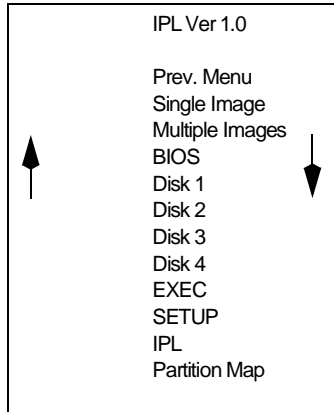 IPL Ver 1.0
Prev. Menu
Single Image
Multiple Images
BIOS
Disk 1
Disk 2
Disk 3
Disk 4
EXEC
SETUP
IPL
Partition Map